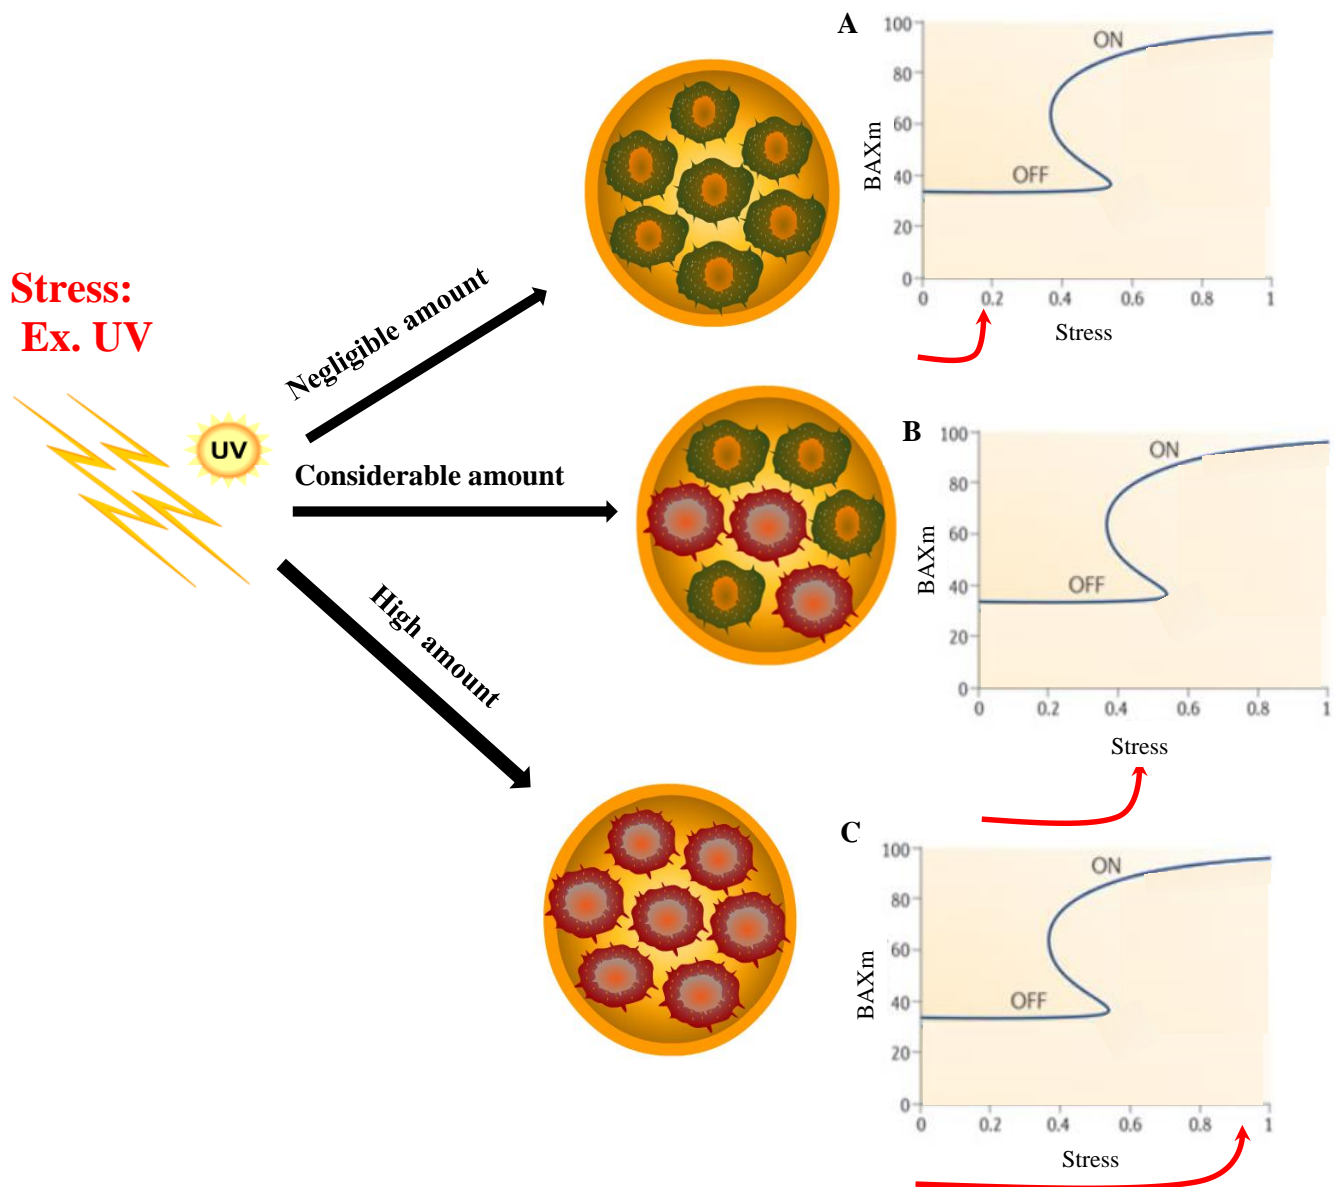 Stress:
Ex. UV
UV
Negligible amount
Considerable amount
High amount
A
100
80
60
40
20
0
BAXm
ON
OFF
0 0.2 0.4 0.6 0.8 1
Stress
B
100
80
60
40
20
0
BAXm
ON
OFF
0 0.2 0.4 0.6 0.8 1
Stress
C
100
80
60
40
20
0
BAXm
ON
OFF
0 0.2 0.4 0.6 0.8 1
Stress